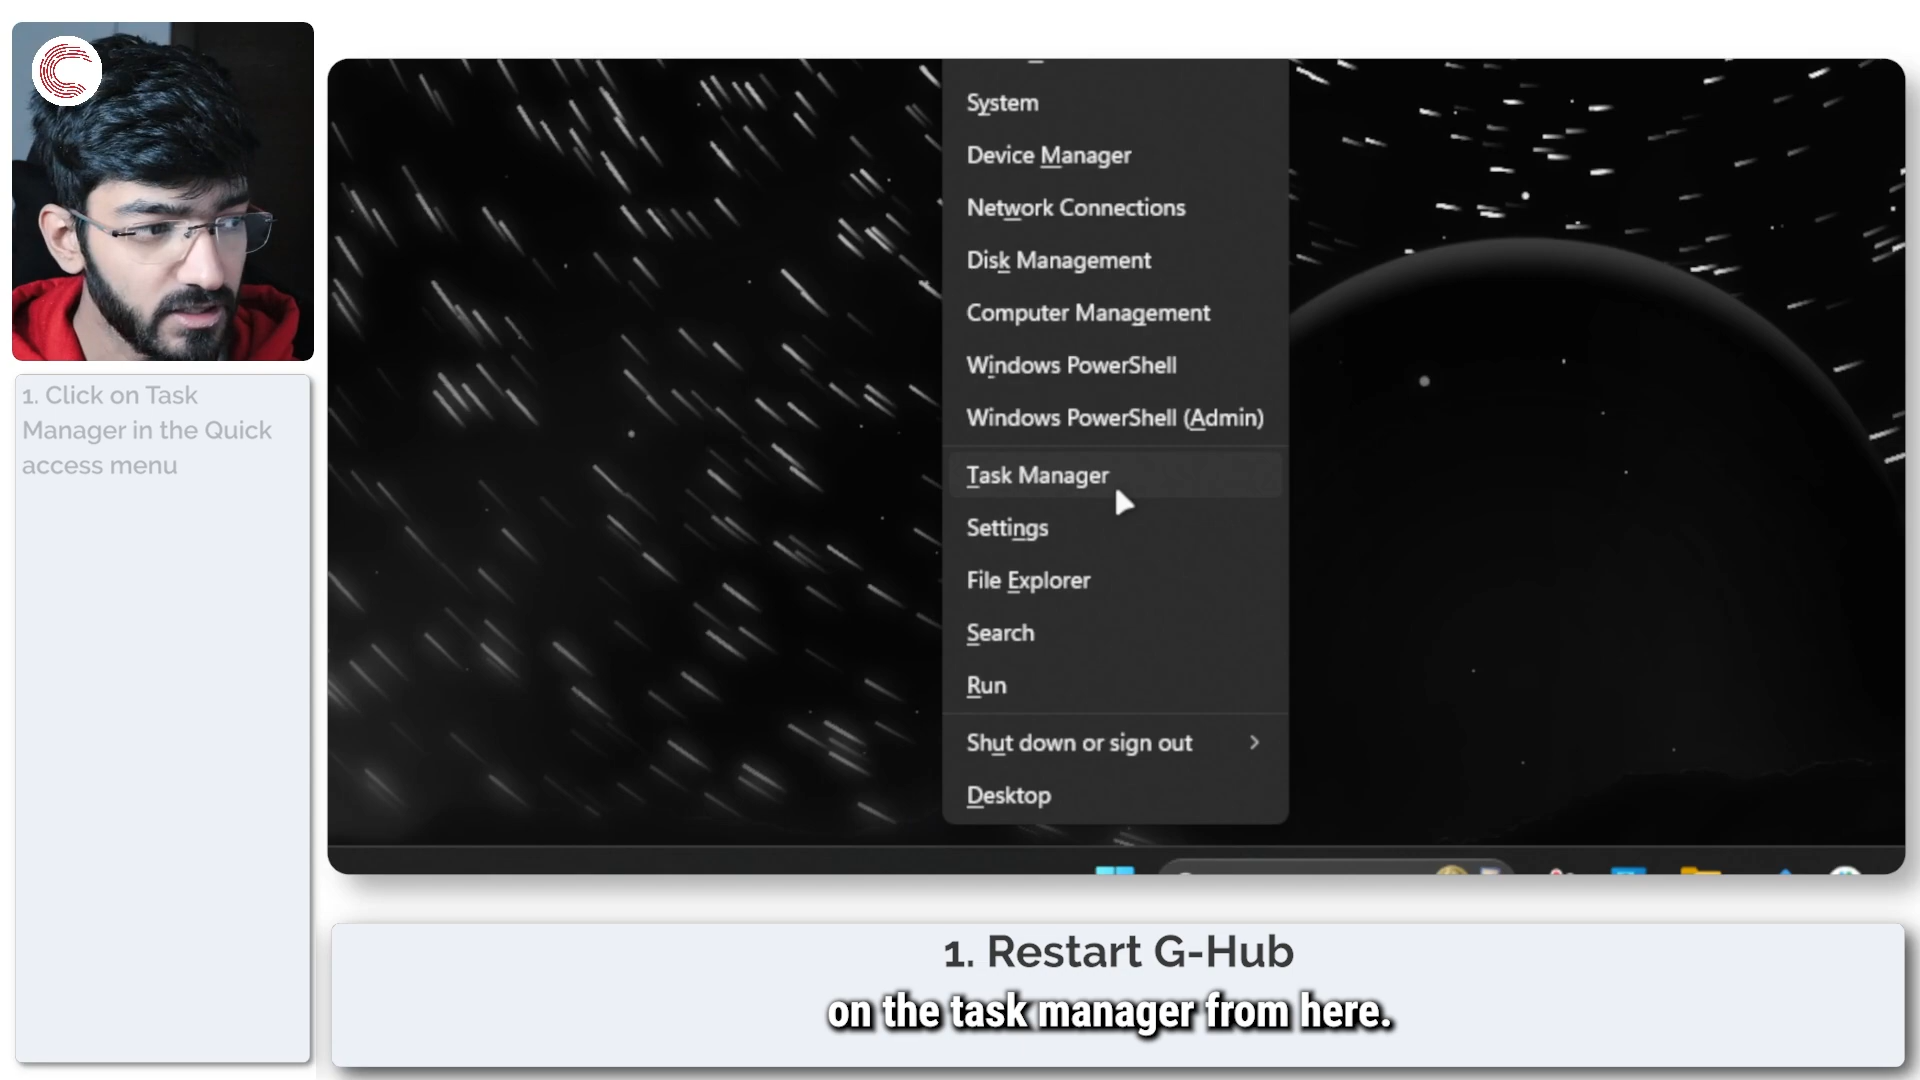 1. Click on Task
Manager in the Quick
access menu
System
Device Manager
Network Connections
Disk Management
Computer Management
Windows PowerShell
Windows PowerShell (Admin)
Task Manager
Settings
File Explorer
Search
Run
Shut down or sign out
Desktop
1. Restart G-Hub
on the task manager from here.